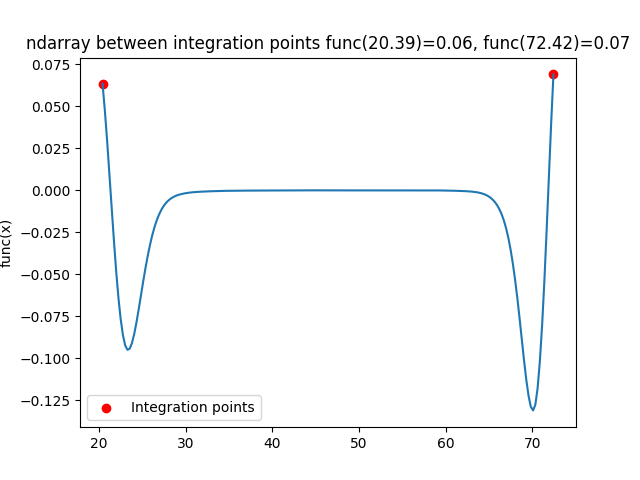 ndarray between integration points func(20.39)=0.06, func(72.42)=0.07
0.075
0.050
0.025
0.000
−0.025
−0.050
−0.075
−0.100
−0.125
func(x)
Integration points
20 30 40 50 60 70